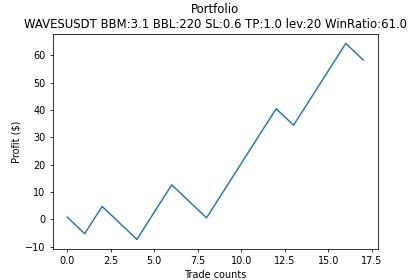 Portfolio
WAVESUSDT BBM:3.1 BBL:220 SL:0.6 TP:1.0 lev:20 WinRatio:61.0
60
50
40
30
20
10
0
−10
Profit ($)
0.0 2.5 5.0 7.5 10.0 12.5 15.0 17.5
Trade counts